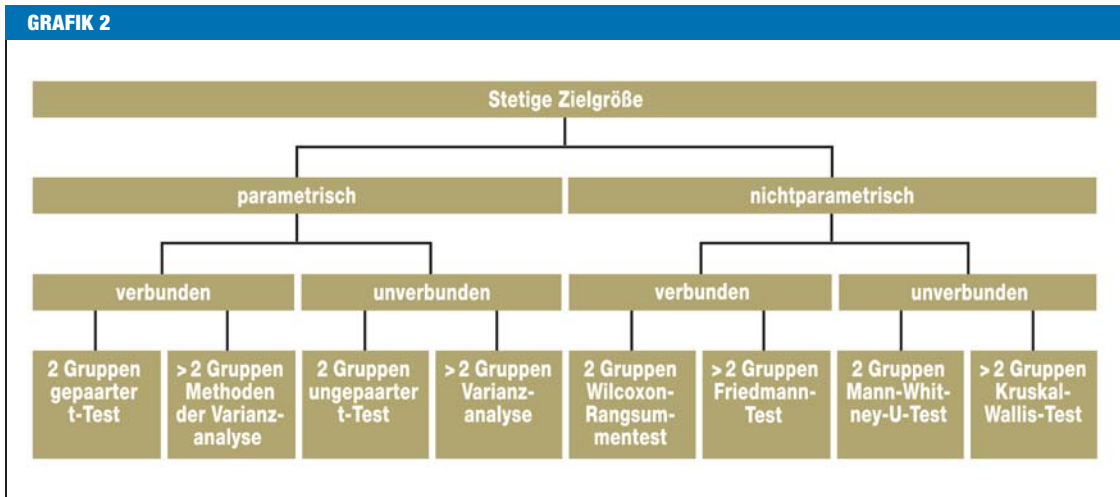 GRAFIK 2
Stetige Zielgröße
parametrisch
nichtparametrisch
verbunden
unverbunden
verbunden
unverbunden
2 Gruppen
gepaarter
t-Test
> 2 Gruppen
Methoden
der Varianz-
analyse
2 Gruppen
ungepaarter
t-Test
> 2 Gruppen
Varianz-
analyse
2 Gruppen
Wilcoxon-
Rangsum-
mentest
> 2 Gruppen
Friedmann-
Test
2 Gruppen
Mann-Whit-
ney-U-Test
> 2 Gruppen
Kruskal-
Wallis-Test